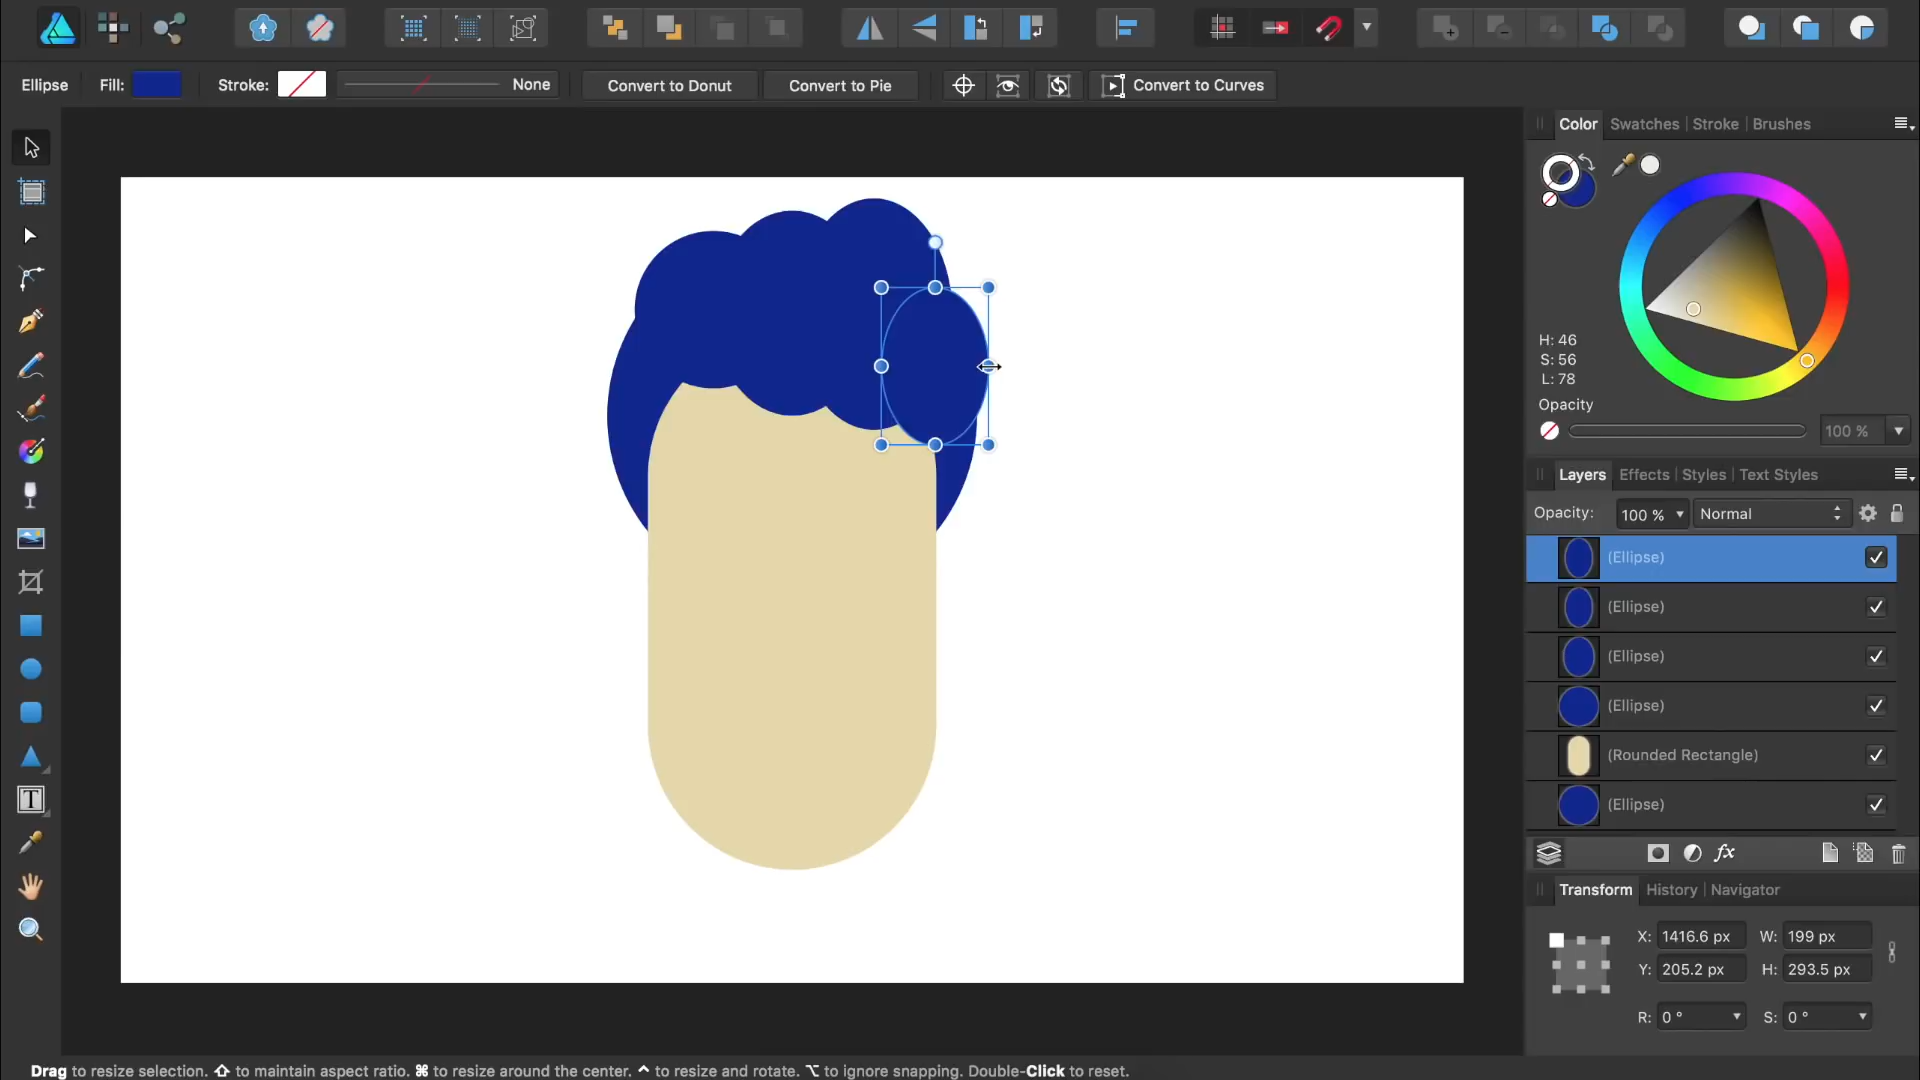 Ellipse Fill: Stroke: None Convert to Donut Convert to Pie Convert to Curves
Color Swatches Stroke Brushes
H: 46
S: 56
L: 78
Opacity
100 %
Layers Effects Styles Text Styles
Opacity: 100 % Normal
(Ellipse)
(Ellipse)
(Ellipse)
(Ellipse)
(Rounded Rectangle)
(Ellipse)
fx
Transform History Navigator
X: 1416.6 px W: 199 px
Y: 205.2 px H: 293.5 px
R: 0 ° S: 0 °
Drag to resize selection. ⇧ to maintain aspect ratio. ⌘ to resize around the center. ^ to resize and rotate. ⌥ to ignore snapping. Double-Click to reset.